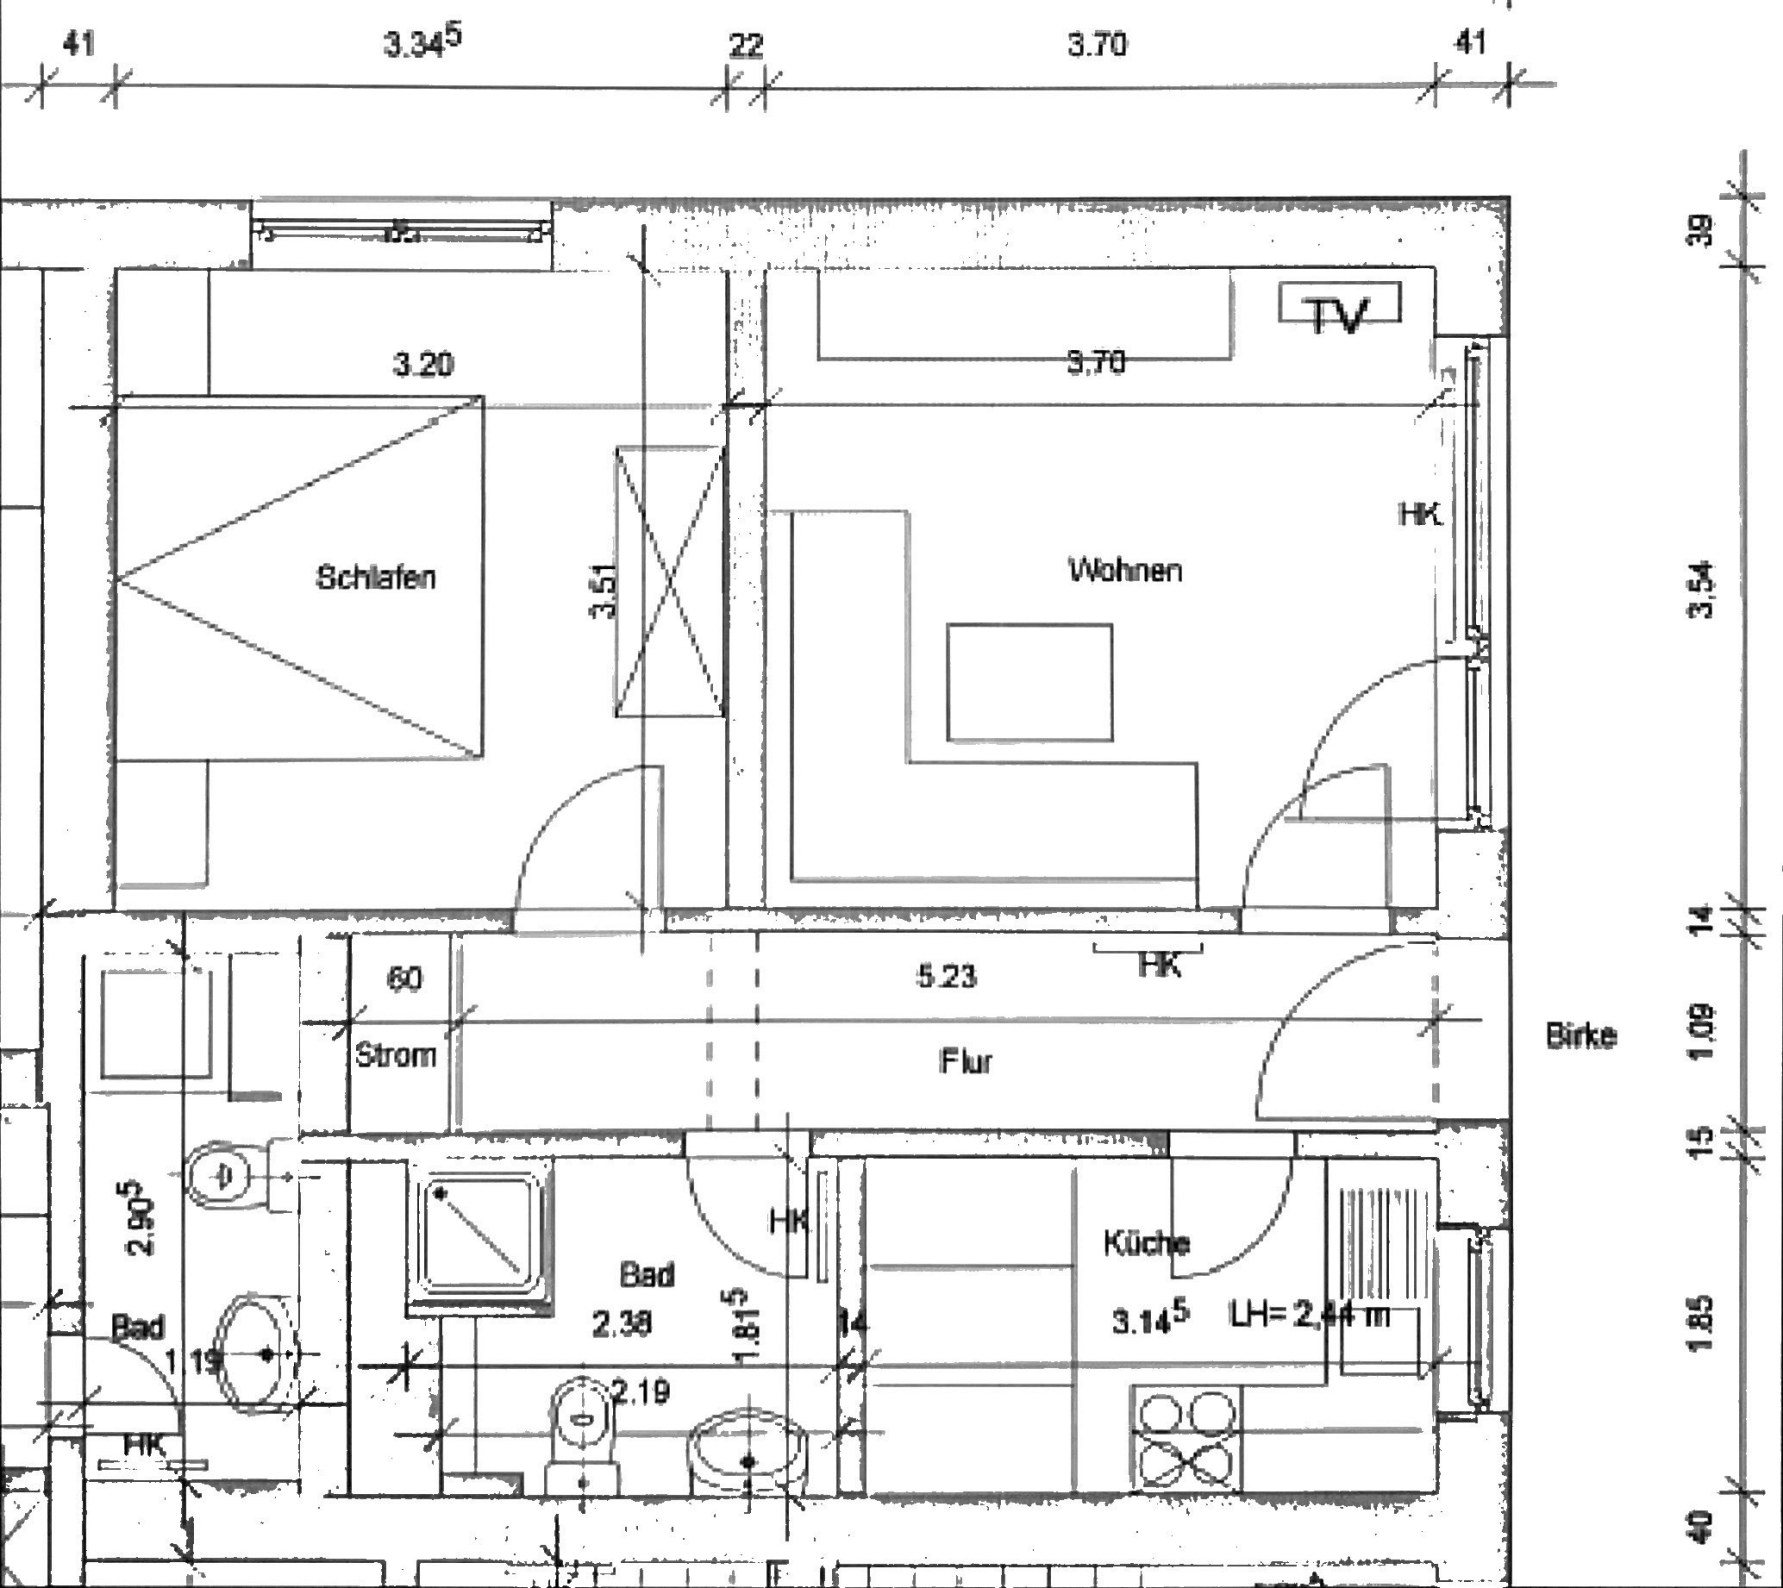 41 3.34⁵ 22 3.70 41
39
TV
3.20 3.70
HK
Schlafen 3.51 Wohnen 3.54
14
60 5.23 HK
Strom Flur Birke 1.09
15
2.90⁵ HK Küche
Bad
Bad 2.38 1.81⁵ 14 3.14⁵ LH= 2,44 m 1.85
1.19 2.19
HK
40